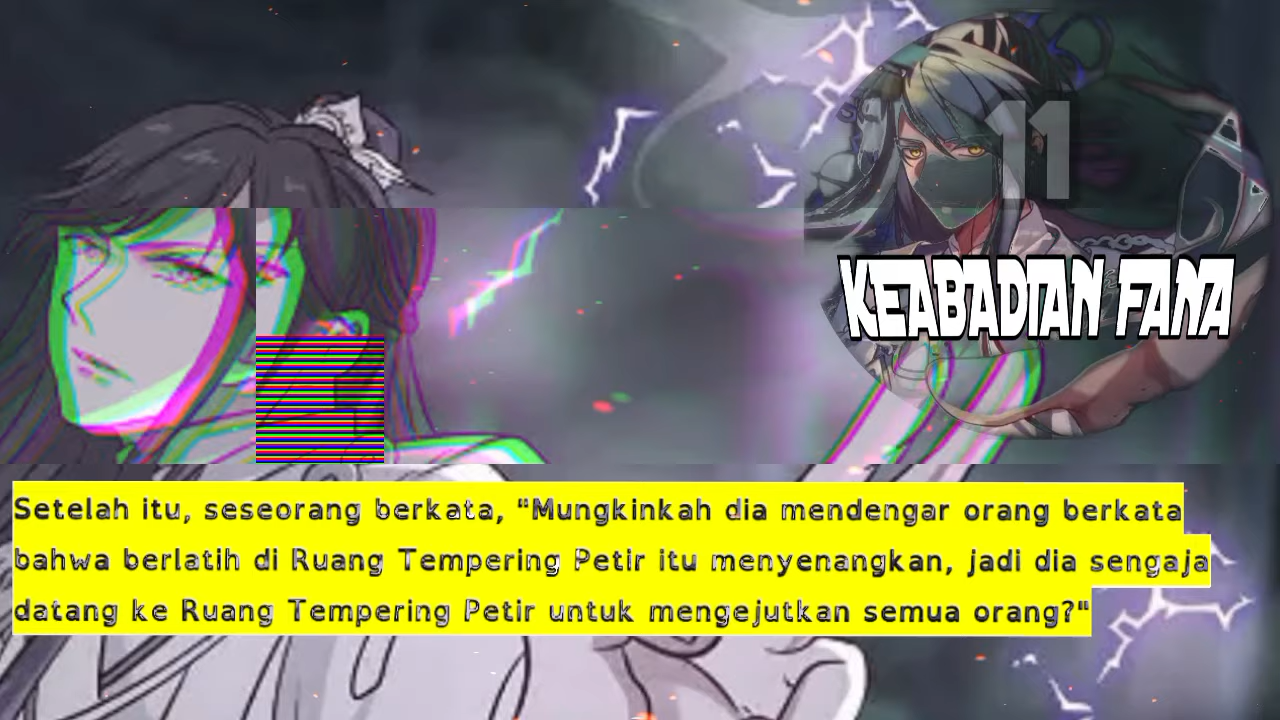 11
KEABADIAN FANA
Setelah itu, seseorang berkata, "Mungkinkah dia mendengar orang berkata
bahwa berlatih di Ruang Tempering Petir itu menyenangkan, jadi dia sengaja
datang ke Ruang Tempering Petir untuk mengejutkan semua orang?"